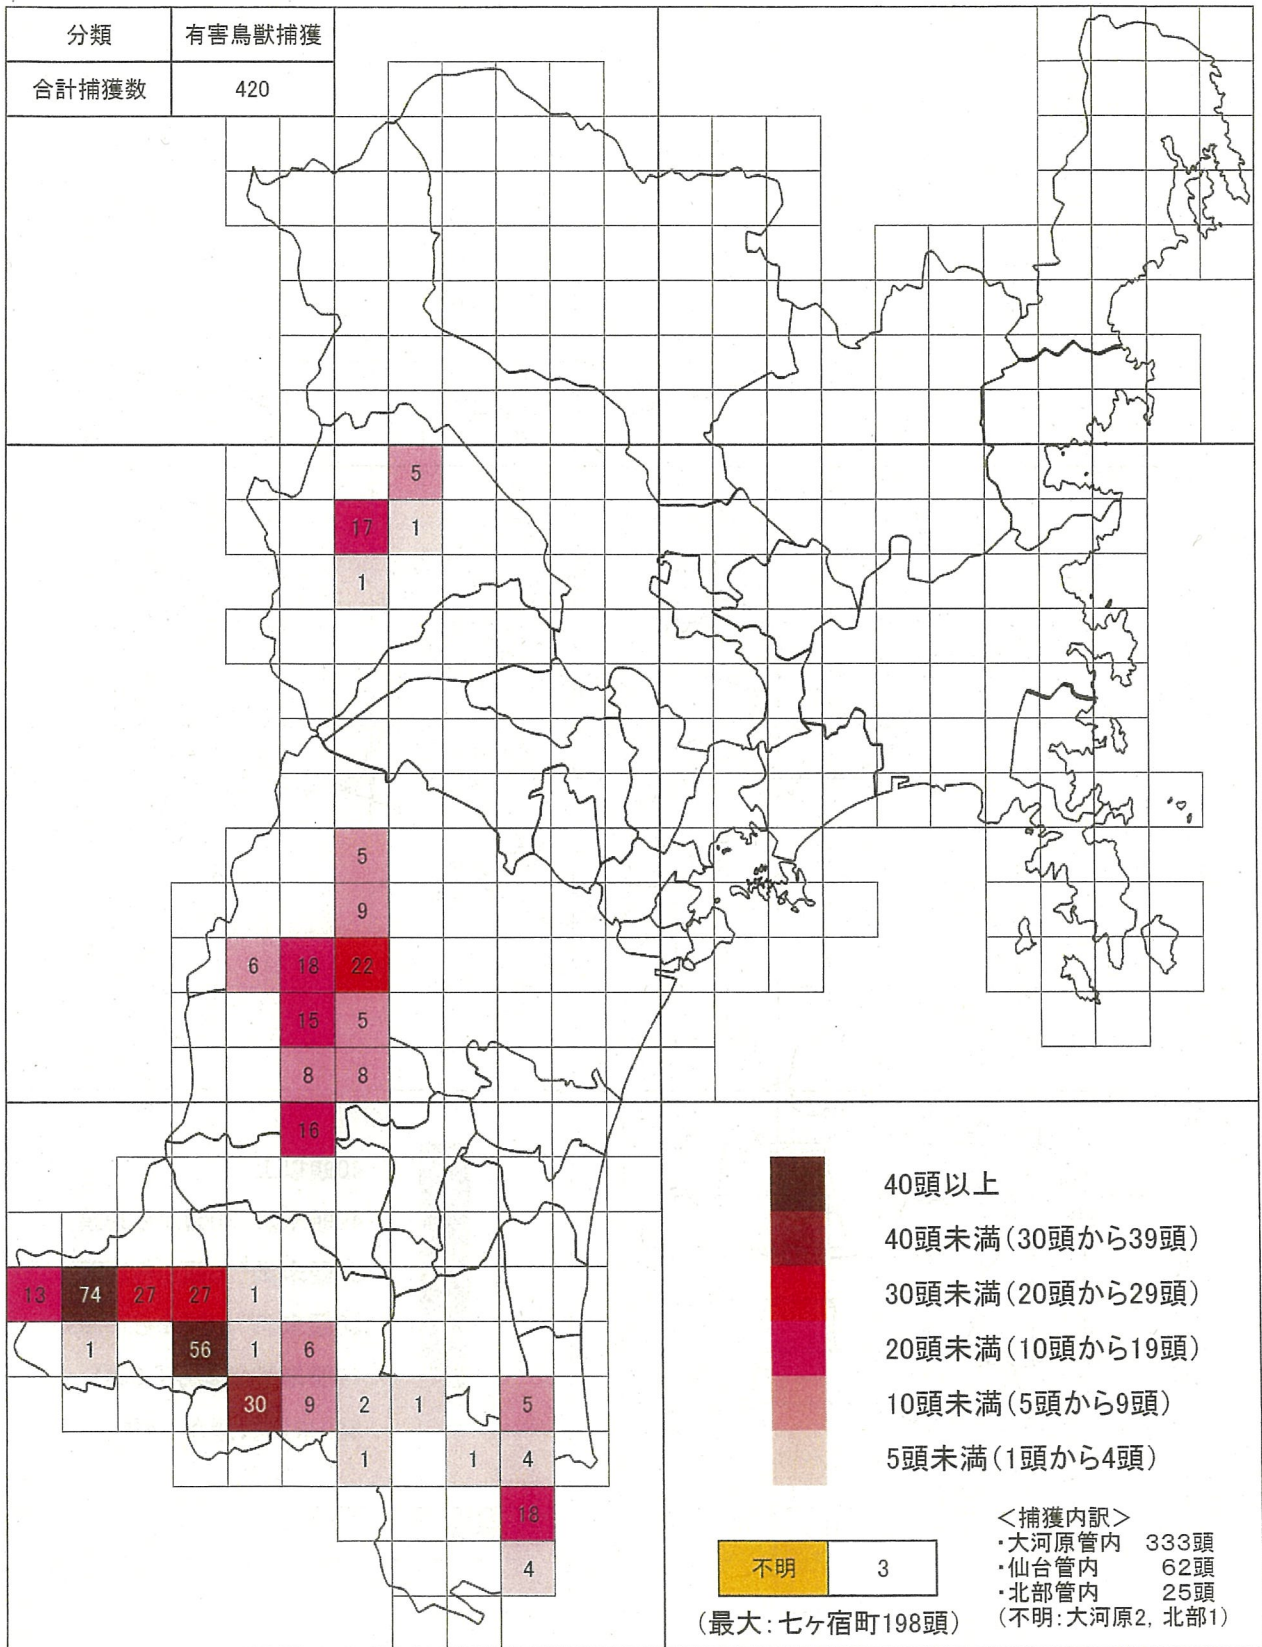 分類 有害鳥獣捕獲
合計捕獲数 420
5
17 1
1
5
9
6 18 22
15 5
8 8
16
13 74 27 27 1
1 56 1 6
30 9 2 1 5
1 1 4
18
4
40頭以上
40頭未満(30頭から39頭)
30頭未満(20頭から29頭)
20頭未満(10頭から19頭)
10頭未満(5頭から9頭)
5頭未満(1頭から4頭)
不明 3
(最大:七ヶ宿町198頭)
<捕獲内訳>
・大河原管内 333頭
・仙台管内 62頭
・北部管内 25頭
(不明:大河原2, 北部1)